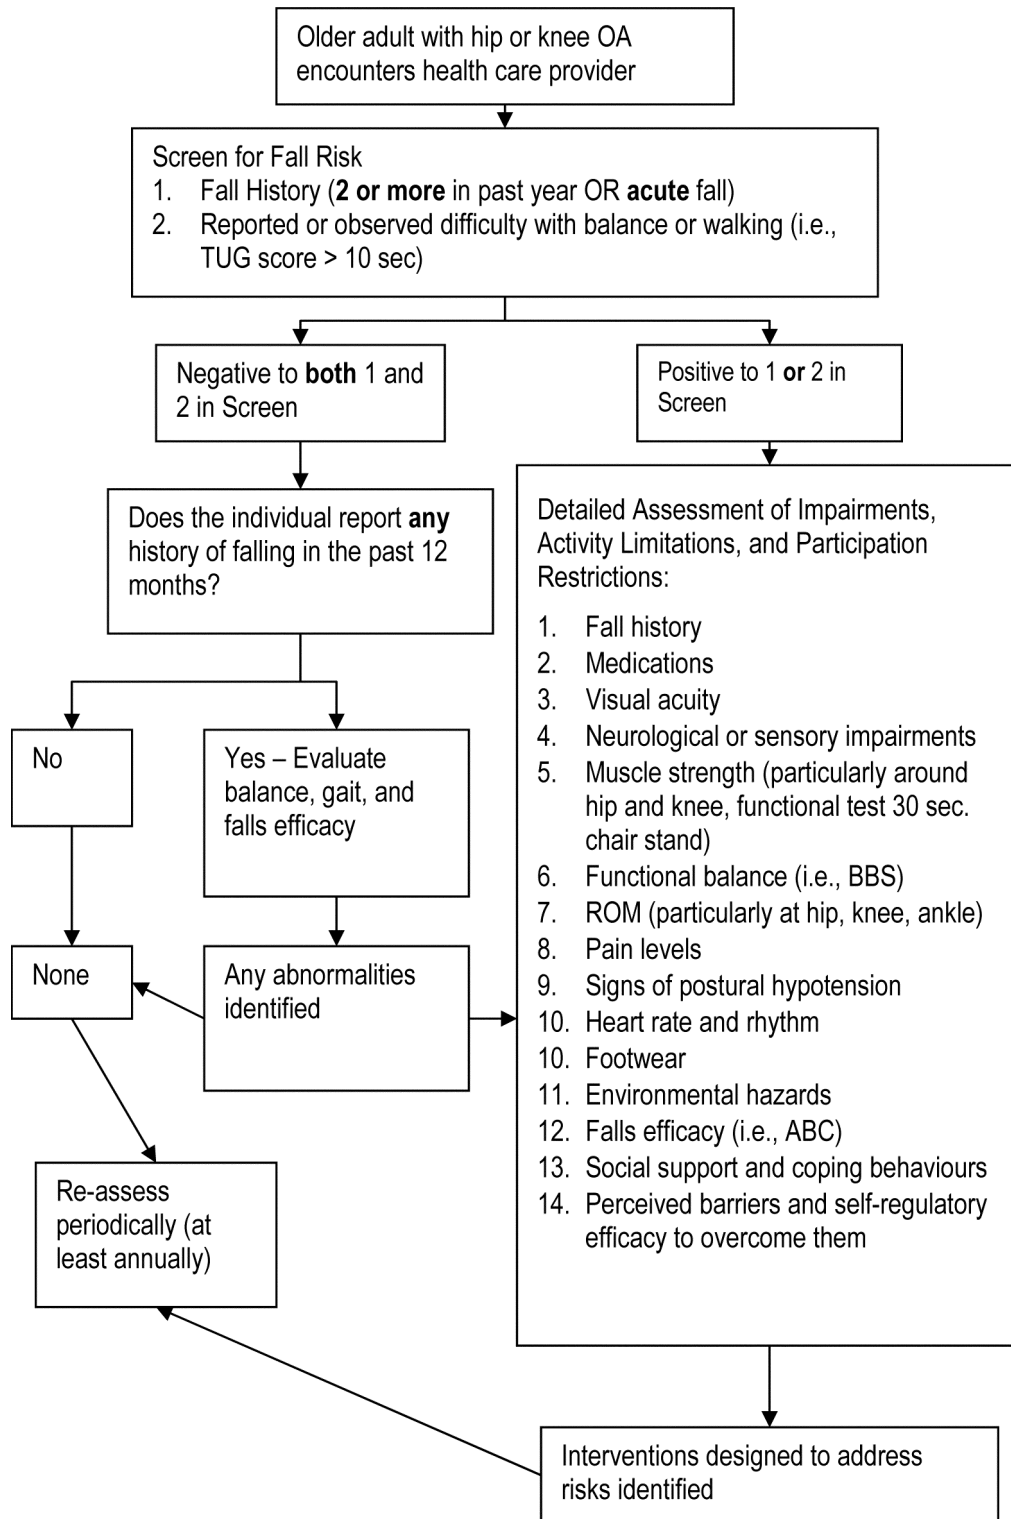 Older adult with hip or knee OA
encounters health care provider
Screen for Fall Risk
1. Fall History (2 or more in past year OR acute fall)
2. Reported or observed difficulty with balance or walking (i.e.,
TUG score > 10 sec)
Negative to both 1 and
2 in Screen
Positive to 1 or 2 in
Screen
Does the individual report any
history of falling in the past 12
months?
No
Yes – Evaluate
balance, gait, and
falls efficacy
None
Any abnormalities
identified
Re-assess
periodically (at
least annually)
Detailed Assessment of Impairments,
Activity Limitations, and Participation
Restrictions:
1. Fall history
2. Medications
3. Visual acuity
4. Neurological or sensory impairments
5. Muscle strength (particularly around
hip and knee, functional test 30 sec.
chair stand)
6. Functional balance (i.e., BBS)
7. ROM (particularly at hip, knee, ankle)
8. Pain levels
9. Signs of postural hypotension
10. Heart rate and rhythm
10. Footwear
11. Environmental hazards
12. Falls efficacy (i.e., ABC)
13. Social support and coping behaviours
14. Perceived barriers and self-regulatory
efficacy to overcome them
Interventions designed to address
risks identified